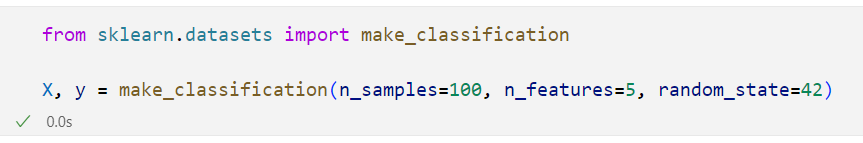 from sklearn.datasets import make_classification
X, y = make_classification(n_samples=100, n_features=5, random_state=42)
0.0s